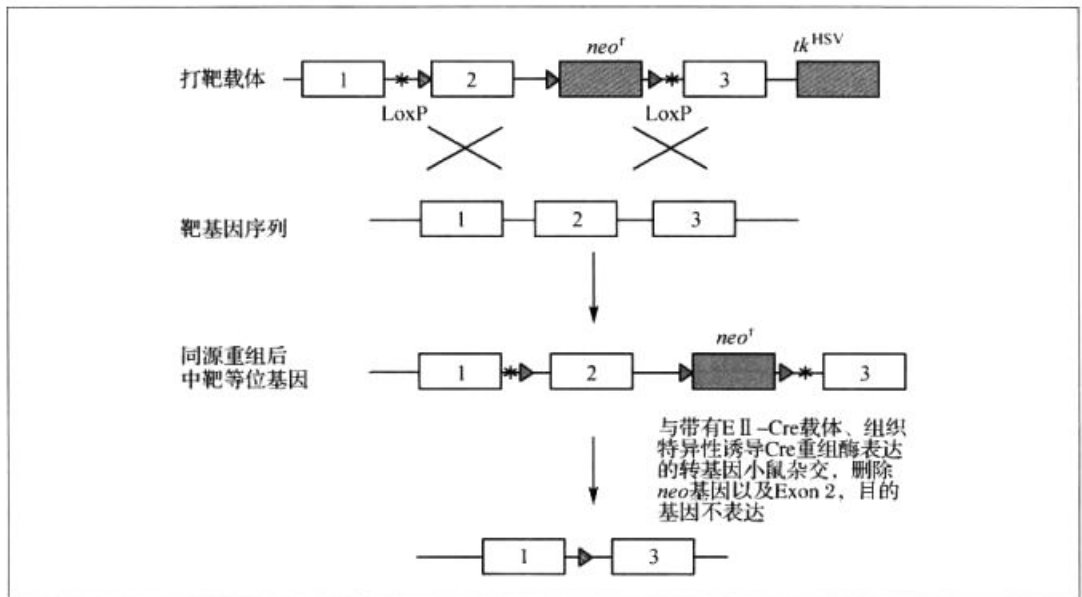 neoʳ
tkᴴˢⱽ
打靶载体
1
*
2
*
3
LoxP
LoxP
靶基因序列
1
2
3
neoʳ
同源重组后
中靶等位基因
1
*
2
*
3
与带有EⅡ-Cre载体、组织
特异性诱导Cre重组酶表达
的转基因小鼠杂交，删除
neo基因以及Exon 2，目的
基因不表达
1
3